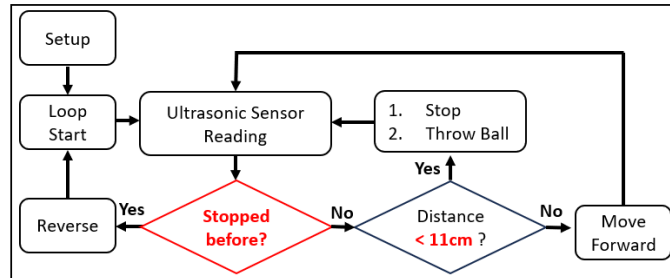 Setup
Loop
Start
Ultrasonic Sensor
Reading
1. Stop
2. Throw Ball
Yes
Reverse
Yes
Stopped
before?
No
Distance
< 11cm ?
No
Move
Forward